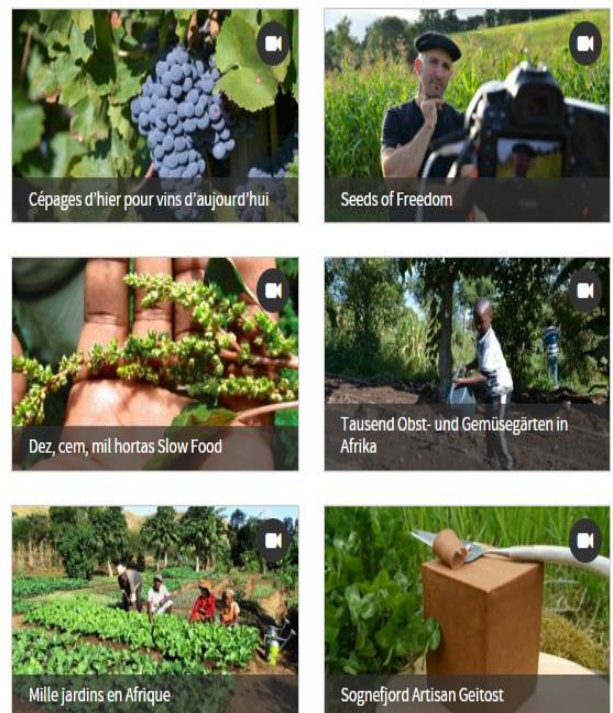 Cépages d'hier pour vins d'aujourd'hui
Seeds of Freedom
Dez, cem, mil hortas Slow Food
Tausend Obst- und Gemüsegärten in
Afrika
Mille jardins en Afrique
Sognefjord Artisan Geitost